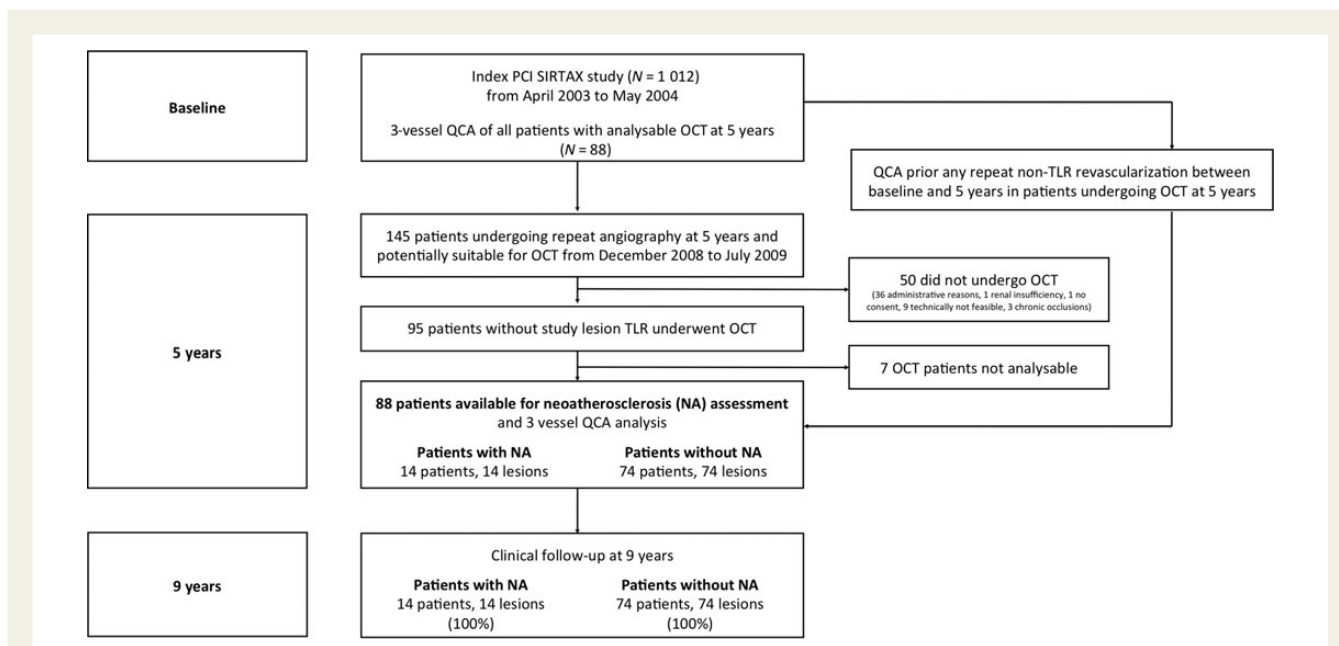 Baseline
Index PCI SIRTAX study (N = 1 012)
from April 2003 to May 2004
3-vessel QCA of all patients with analysable OCT at 5 years
(N = 88)
QCA prior any repeat non-TLR revascularization between
baseline and 5 years in patients undergoing OCT at 5 years
5 years
145 patients undergoing repeat angiography at 5 years and
potentially suitable for OCT from December 2008 to July 2009
50 did not undergo OCT
(36 administrative reasons, 1 renal insufficiency, 1 no
consent, 9 technically not feasible, 3 chronic occlusions)
95 patients without study lesion TLR underwent OCT
7 OCT patients not analysable
88 patients available for neoatherosclerosis (NA) assessment
and 3 vessel QCA analysis
Patients with NA Patients without NA
14 patients, 14 lesions 74 patients, 74 lesions
9 years
Clinical follow-up at 9 years
Patients with NA Patients without NA
14 patients, 14 lesions 74 patients, 74 lesions
(100%) (100%)